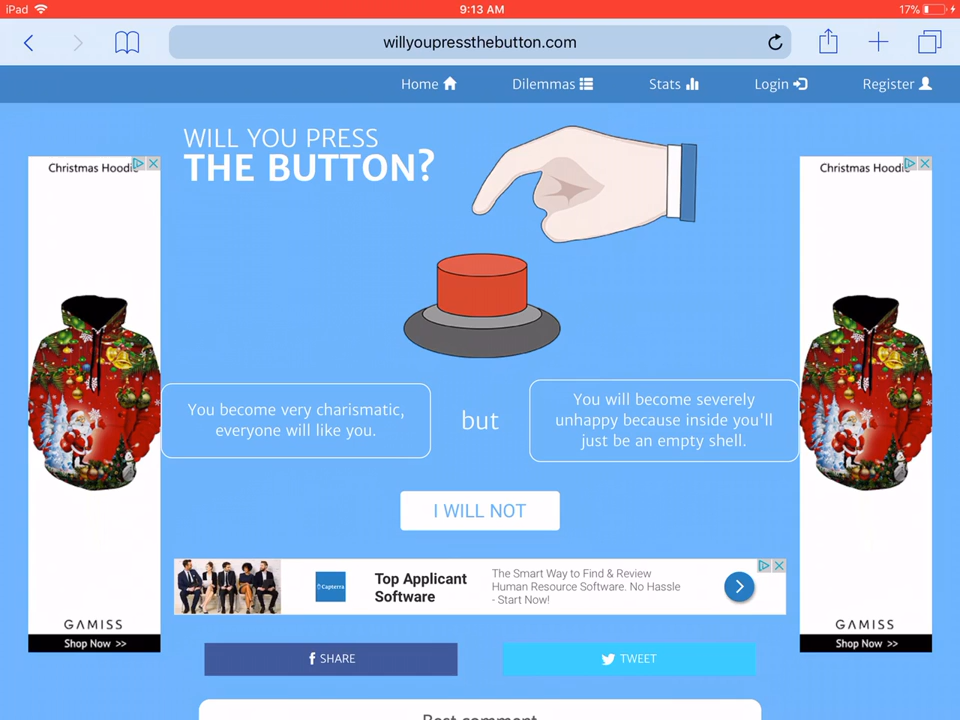 iPad 9:13 AM 17%
willyoupressthebutton.com
Home Dilemmas Stats Login Register
WILL YOU PRESS
THE BUTTON?
Christmas Hoodie
Christmas Hoodie
You become very charismatic,
everyone will like you.
but
You will become severely
unhappy because inside you'll
just be an empty shell.
I WILL NOT
Capterra
Top Applicant
Software
The Smart Way to Find & Review
Human Resource Software. No Hassle
- Start Now!
GAMISS
Shop Now >>
GAMISS
Shop Now >>
f SHARE
TWEET
Best comment